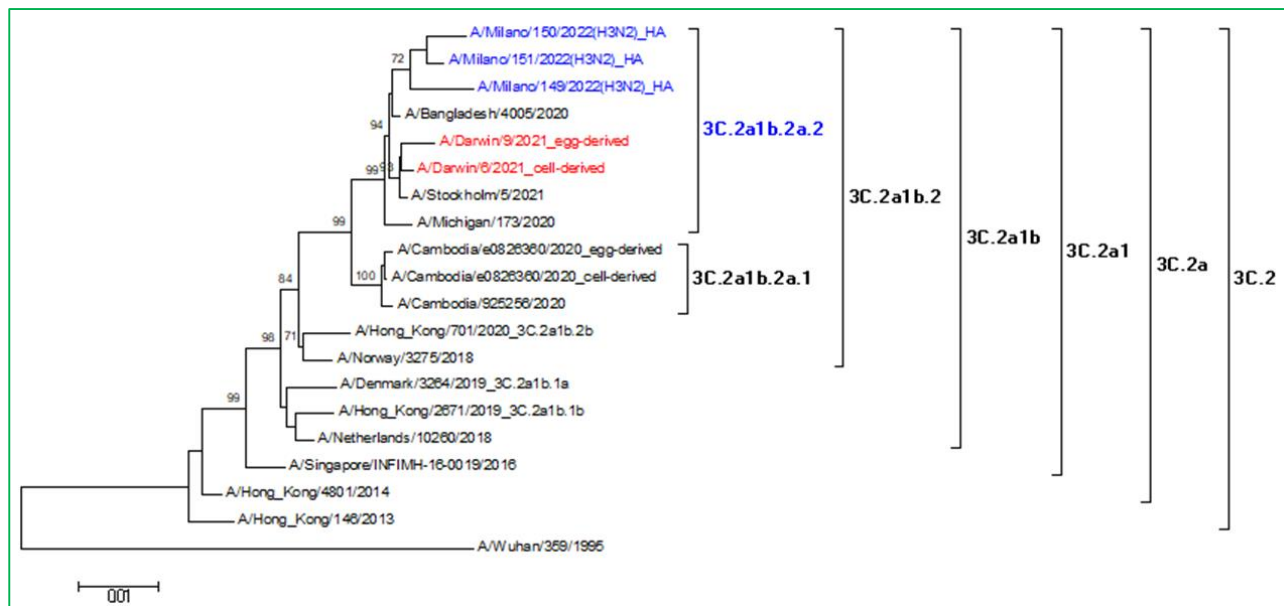 A/Milano/150/2022(H3N2)_HA
A/Milano/151/2022(H3N2)_HA
72
A/Milano/149/2022(H3N2)_HA
A/Bangladesh/4005/2020
94
3C.2a1b.2a.2
A/Darwin/9/2021_egg-derived
99
93
A/Darwin/6/2021_cell-derived
3C.2a1b.2
A/Stockholm/5/2021
A/Michigan/173/2020
99
3C.2a1b
A/Cambodia/e0826360/2020_egg-derived
3C.2a1
100
A/Cambodia/e0826360/2020_cell-derived
3C.2a1b.2a.1
3C.2a
3C.2
84
A/Cambodia/925256/2020
71
A/Hong_Kong/701/2020_3C.2a1b.2b
98
A/Norway/3275/2018
A/Denmark/3264/2019_3C.2a1b.1a
99
A/Hong_Kong/2671/2019_3C.2a1b.1b
A/Netherlands/10260/2018
A/Singapore/INFIMH-16-0019/2016
A/Hong_Kong/4801/2014
A/Hong_Kong/146/2013
A/Wuhan/359/1995
001